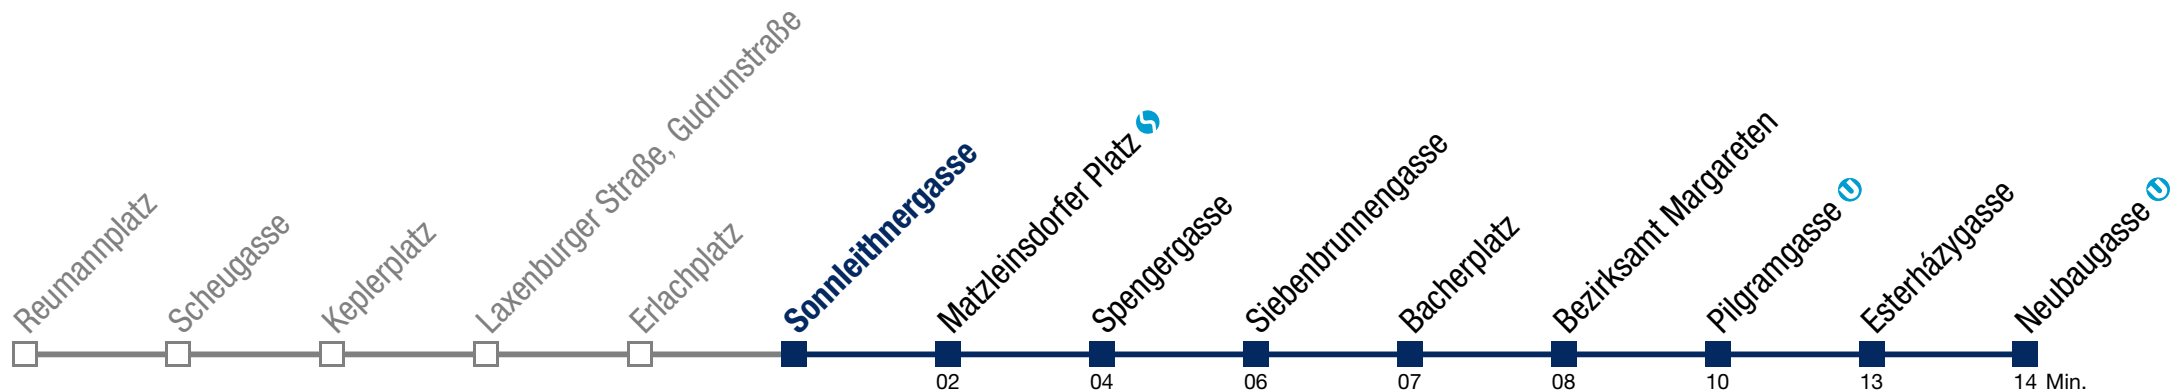 Reumannplatz
Scheugasse
Keplerplatz
Laxenburger Straße, Gudrunstraße
Erlachplatz
Sonnleithnergasse
Matzleinsdorfer Platz
Spengergasse
Siebenbrunnengasse
Bacherplatz
Bezirksamt Margareten
Pilgramgasse U
Esterházygasse
Neubaugasse U
02 04 06 07 08 10 13 14 Min.